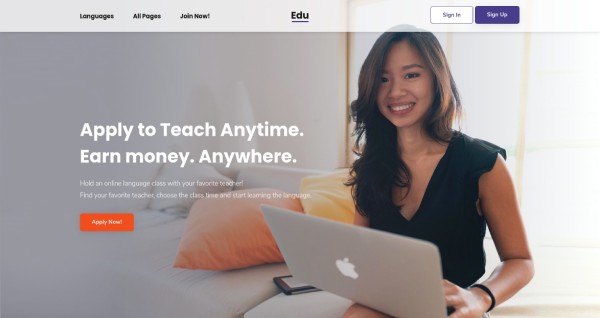 Languages
All Pages
Join Now!
Edu
Sign In
Sign Up
Apply to Teach Anytime.
Earn money. Anywhere.
Hold an online language class with your favorite teacher!
Find your favorite teacher, choose the class time and start learning the language.
Apply Now!